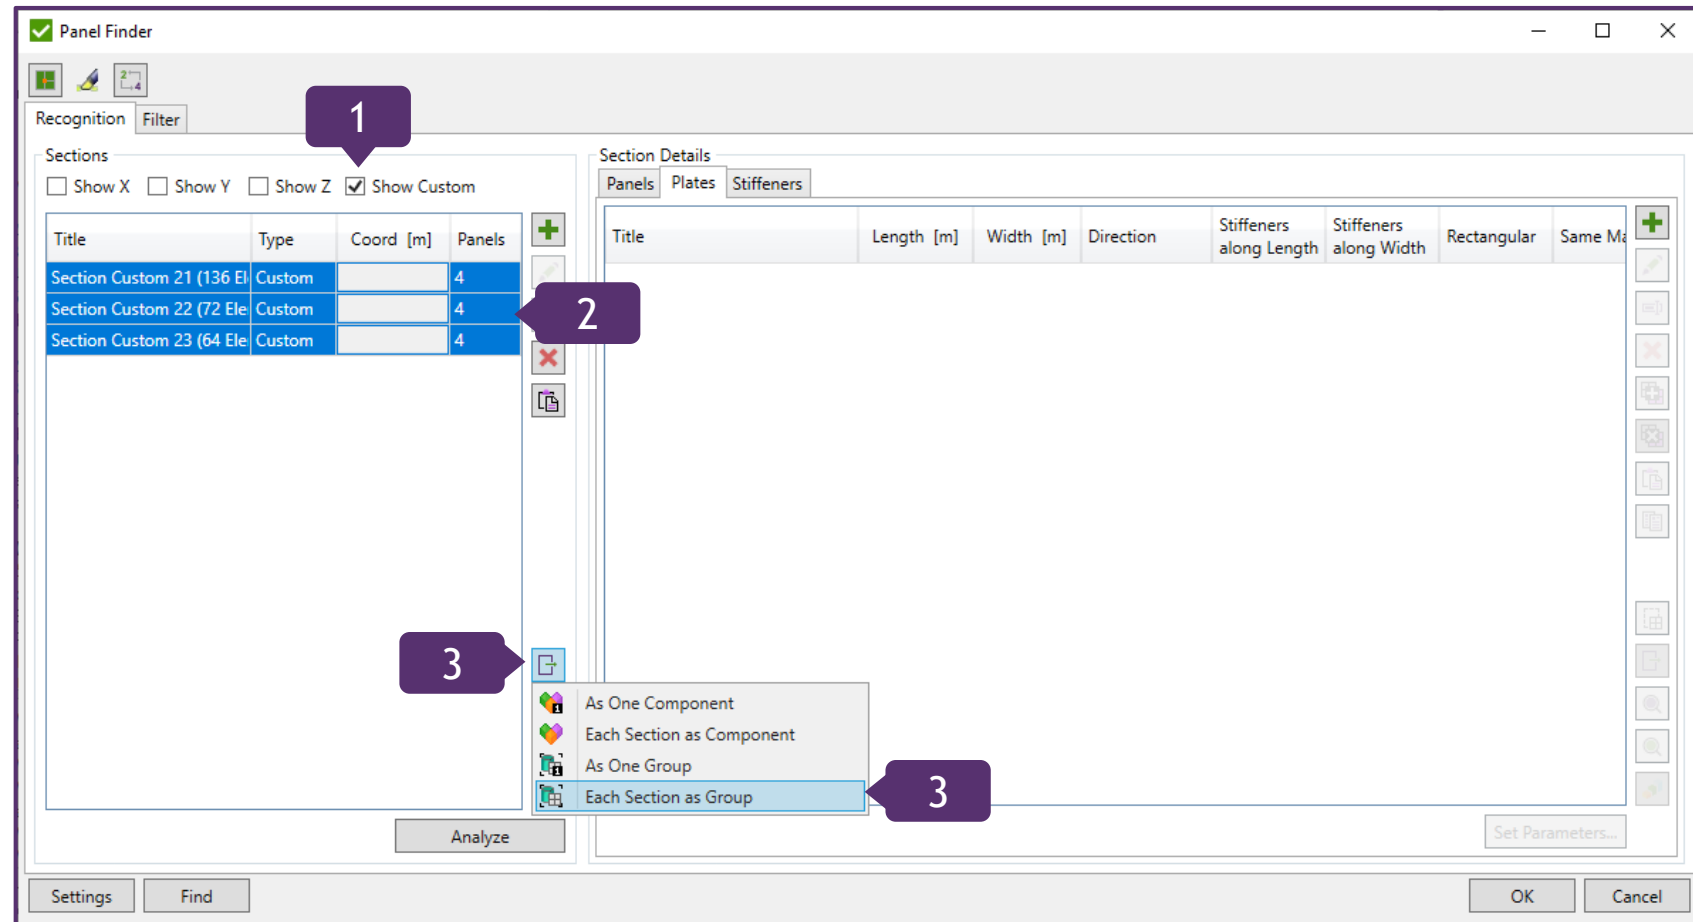 Panel Finder
2
4
Recognition Filter
1
Sections
Show X Show Y Show Z Show Custom
Title Type Coord [m] Panels
Section Custom 21 (136 El Custom 4
Section Custom 22 (72 Ele Custom 4
Section Custom 23 (64 Ele Custom 4
2
3
As One Component
Each Section as Component
As One Group
Each Section as Group
3
Analyze
Section Details
Panels Plates Stiffeners
Title Length [m] Width [m] Direction Stiffeners along Length Stiffeners along Width Rectangular Same Ma
Set Parameters...
Settings Find OK Cancel